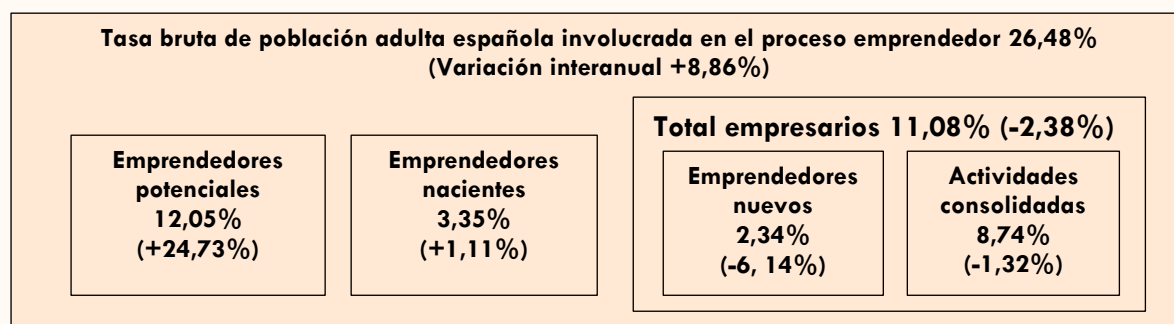 Tasa bruta de población adulta española involucrada en el proceso emprendedor 26,48%
(Variación interanual +8,86%)
Emprendedores
potenciales
12,05%
(+24,73%)
Emprendedores
nacientes
3,35%
(+1,11%)
Total empresarios 11,08% (-2,38%)
Emprendedores
nuevos
2,34%
(-6, 14%)
Actividades
consolidadas
8,74%
(-1,32%)